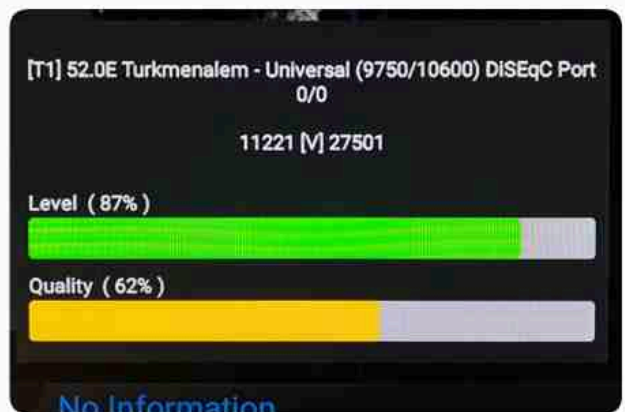 [T1] 52.0E Turkmenalem - Universal (9750/10600) DiSEqC Port
0/0
11221 [V] 27501
Level ( 87% )
Quality ( 62% )
No Information